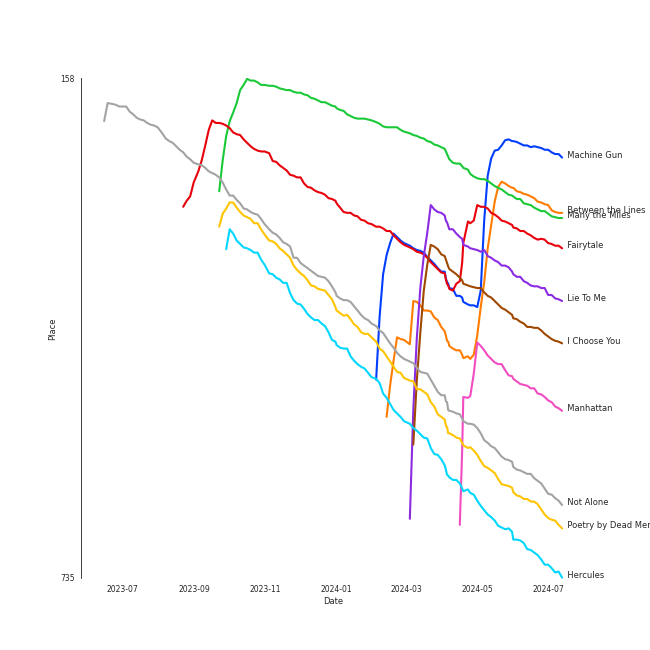 158
Place
735
2023-07
2023-09
2023-11
2024-01
2024-03
2024-05
2024-07
Date
Machine Gun
Between the Lines
Many the Miles
Fairytale
Lie To Me
I Choose You
Manhattan
Not Alone
Poetry by Dead Men
Hercules